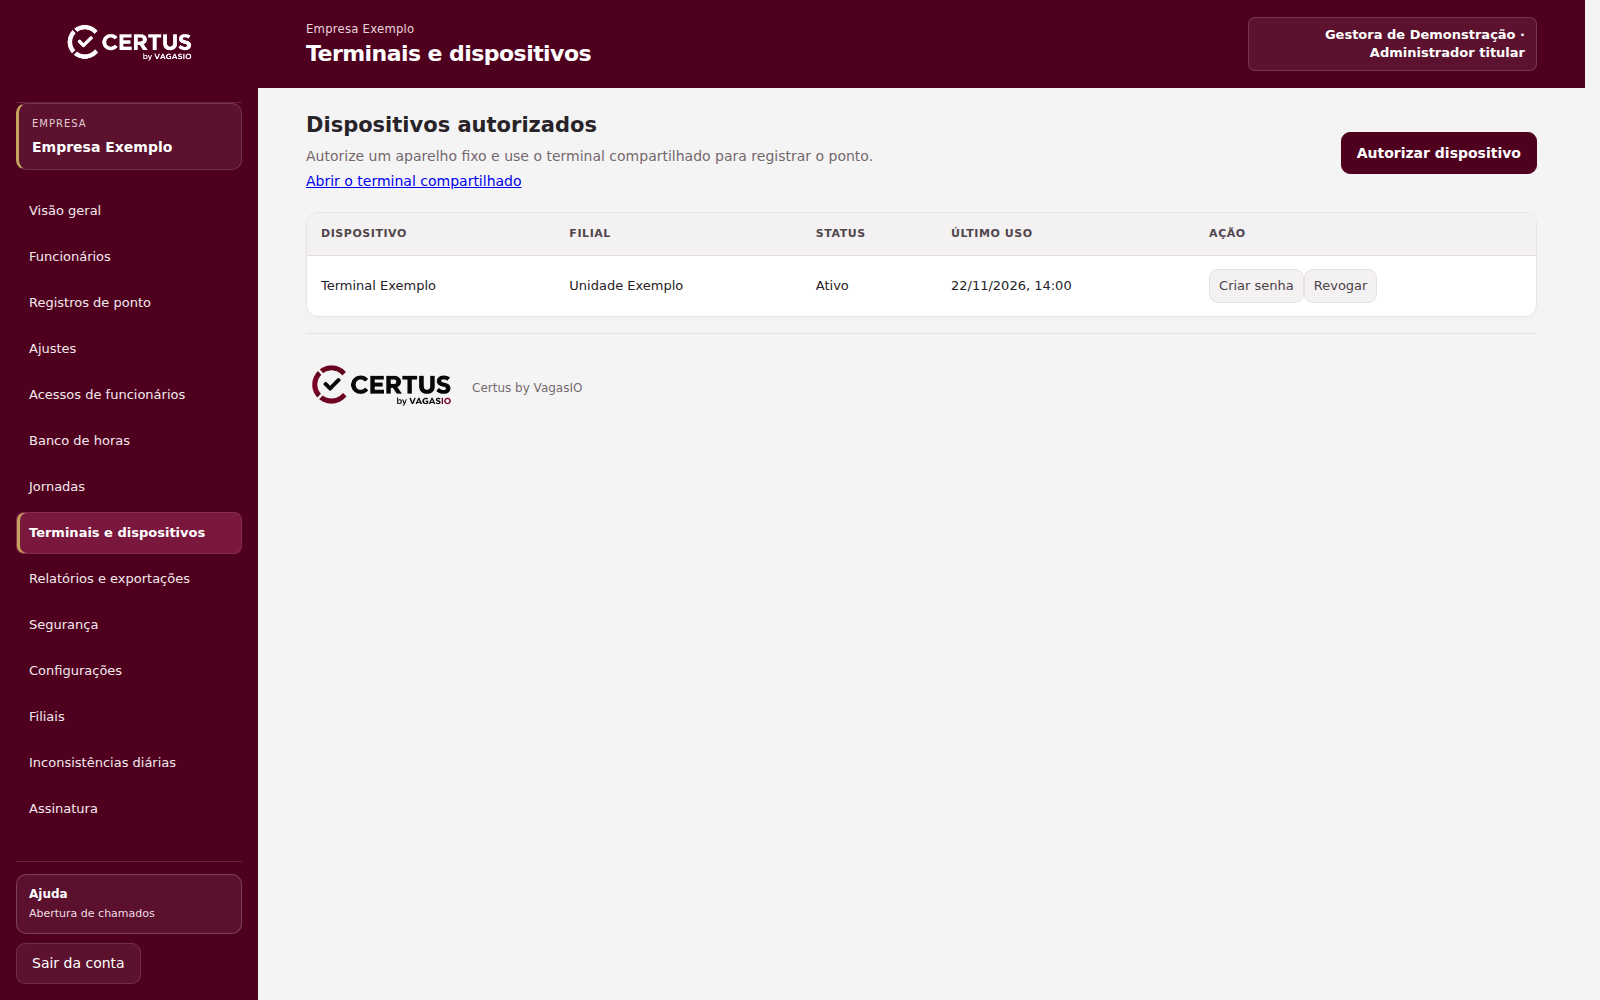 CERTUS
by VAGASIO
EMPRESA
Empresa Exemplo
Visão geral
Funcionários
Registros de ponto
Ajustes
Acessos de funcionários
Banco de horas
Jornadas
Terminais e dispositivos
Relatórios e exportações
Segurança
Configurações
Filiais
Inconsistências diárias
Assinatura
Ajuda
Abertura de chamados
Sair da conta
Empresa Exemplo
Terminais e dispositivos
Gestora de Demonstração ·
Administrador titular
Dispositivos autorizados
Autorize um aparelho fixo e use o terminal compartilhado para registrar o ponto.
Abrir o terminal compartilhado
Autorizar dispositivo
DISPOSITIVO FILIAL STATUS ÚLTIMO USO AÇÃO
Terminal Exemplo Unidade Exemplo Ativo 22/11/2026, 14:00 Criar senha Revogar
CERTUS
by VAGASIO
Certus by VagasIO